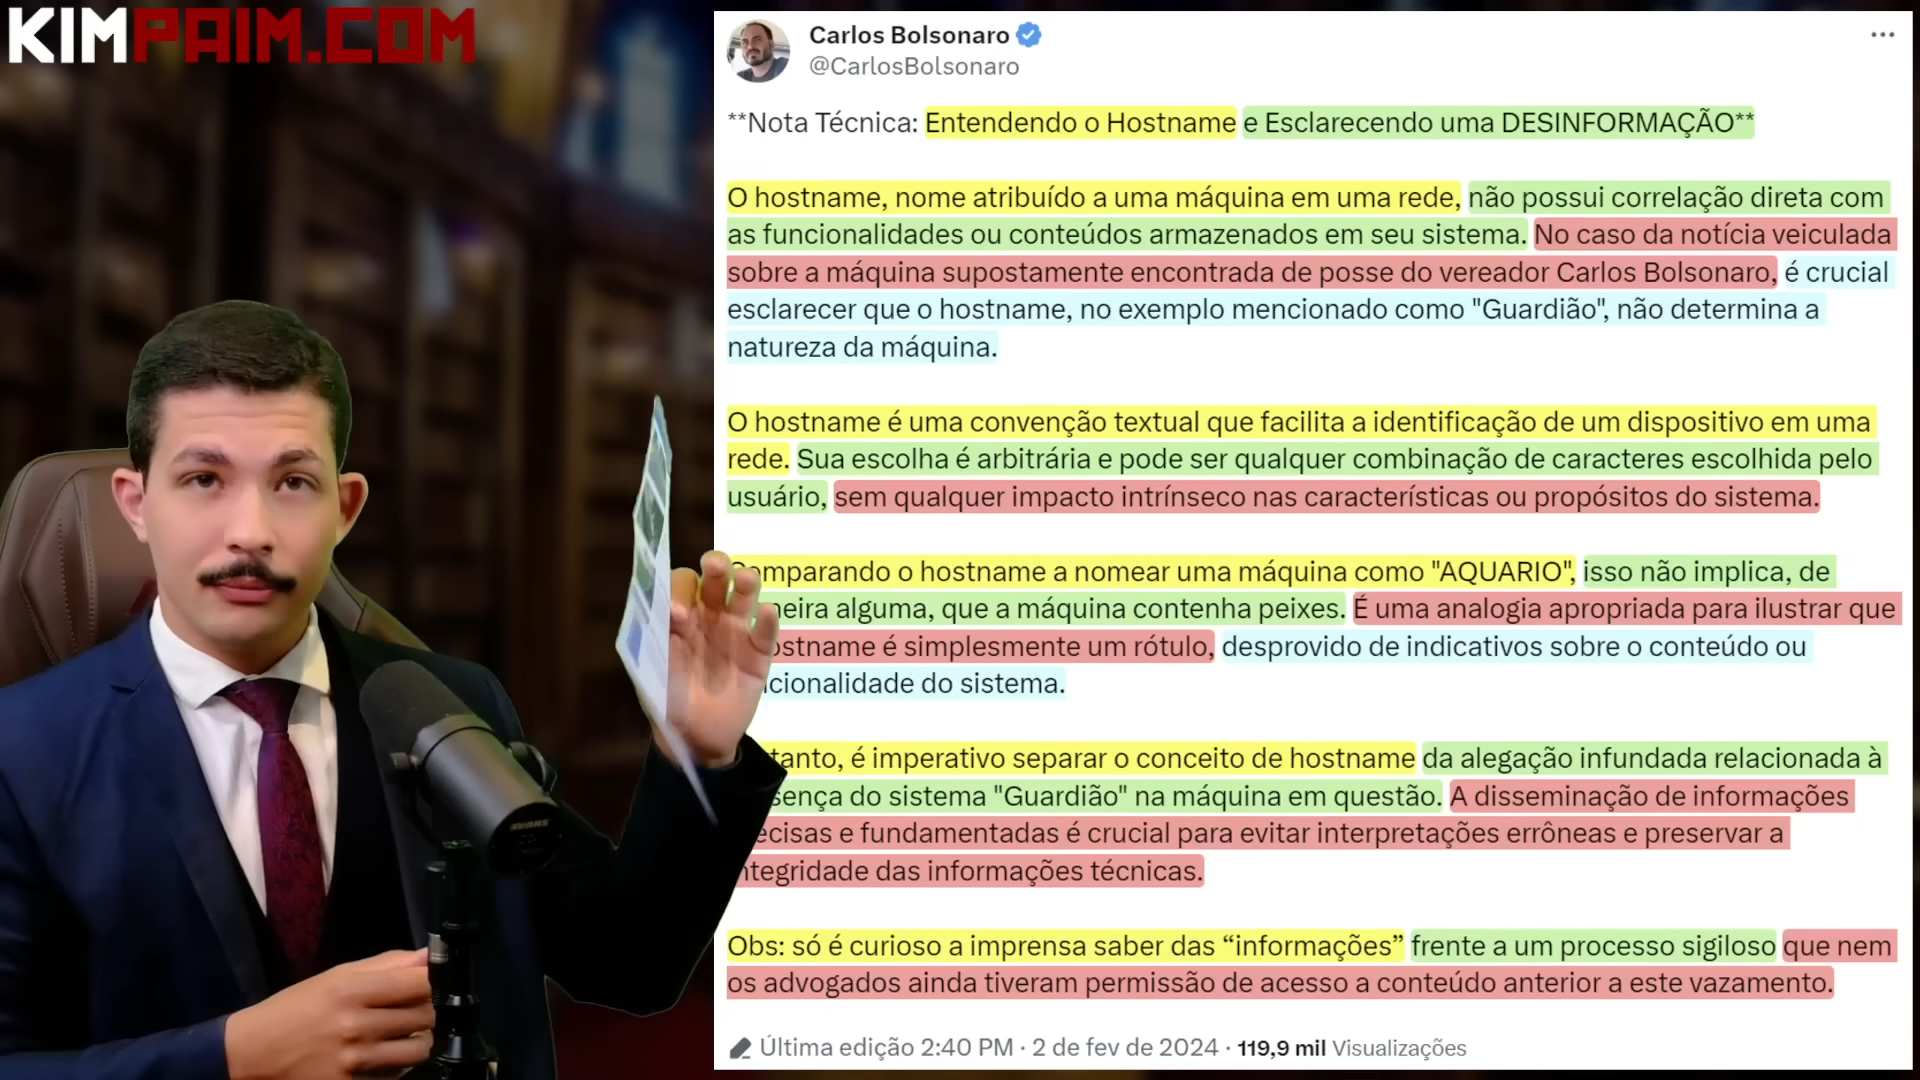 KIMPAIM.COM
Carlos Bolsonaro
@CarlosBolsonaro
**Nota Técnica: Entendendo o Hostname e Esclarecendo uma DESINFORMAÇÃO**
O hostname, nome atribuído a uma máquina em uma rede, não possui correlação direta com
as funcionalidades ou conteúdos armazenados em seu sistema. No caso da notícia veiculada
sobre a máquina supostamente encontrada de posse do vereador Carlos Bolsonaro, é crucial
esclarecer que o hostname, no exemplo mencionado como "Guardião", não determina a
natureza da máquina.
O hostname é uma convenção textual que facilita a identificação de um dispositivo em uma
rede. Sua escolha é arbitrária e pode ser qualquer combinação de caracteres escolhida pelo
usuário, sem qualquer impacto intrínseco nas características ou propósitos do sistema.
Comparando o hostname a nomear uma máquina como "AQUARIO", isso não implica, de
neira alguma, que a máquina contenha peixes. É uma analogia apropriada para ilustrar que
ostname é simplesmente um rótulo, desprovido de indicativos sobre o conteúdo ou
cionalidade do sistema.
tanto, é imperativo separar o conceito de hostname da alegação infundada relacionada à
sença do sistema "Guardião" na máquina em questão. A disseminação de informações
ecisas e fundamentadas é crucial para evitar interpretações errôneas e preservar a
ntegridade das informações técnicas.
Obs: só é curioso a imprensa saber das “informações” frente a um processo sigiloso que nem
os advogados ainda tiveram permissão de acesso a conteúdo anterior a este vazamento.
Última edição 2:40 PM · 2 de fev de 2024 · 119,9 mil Visualizações